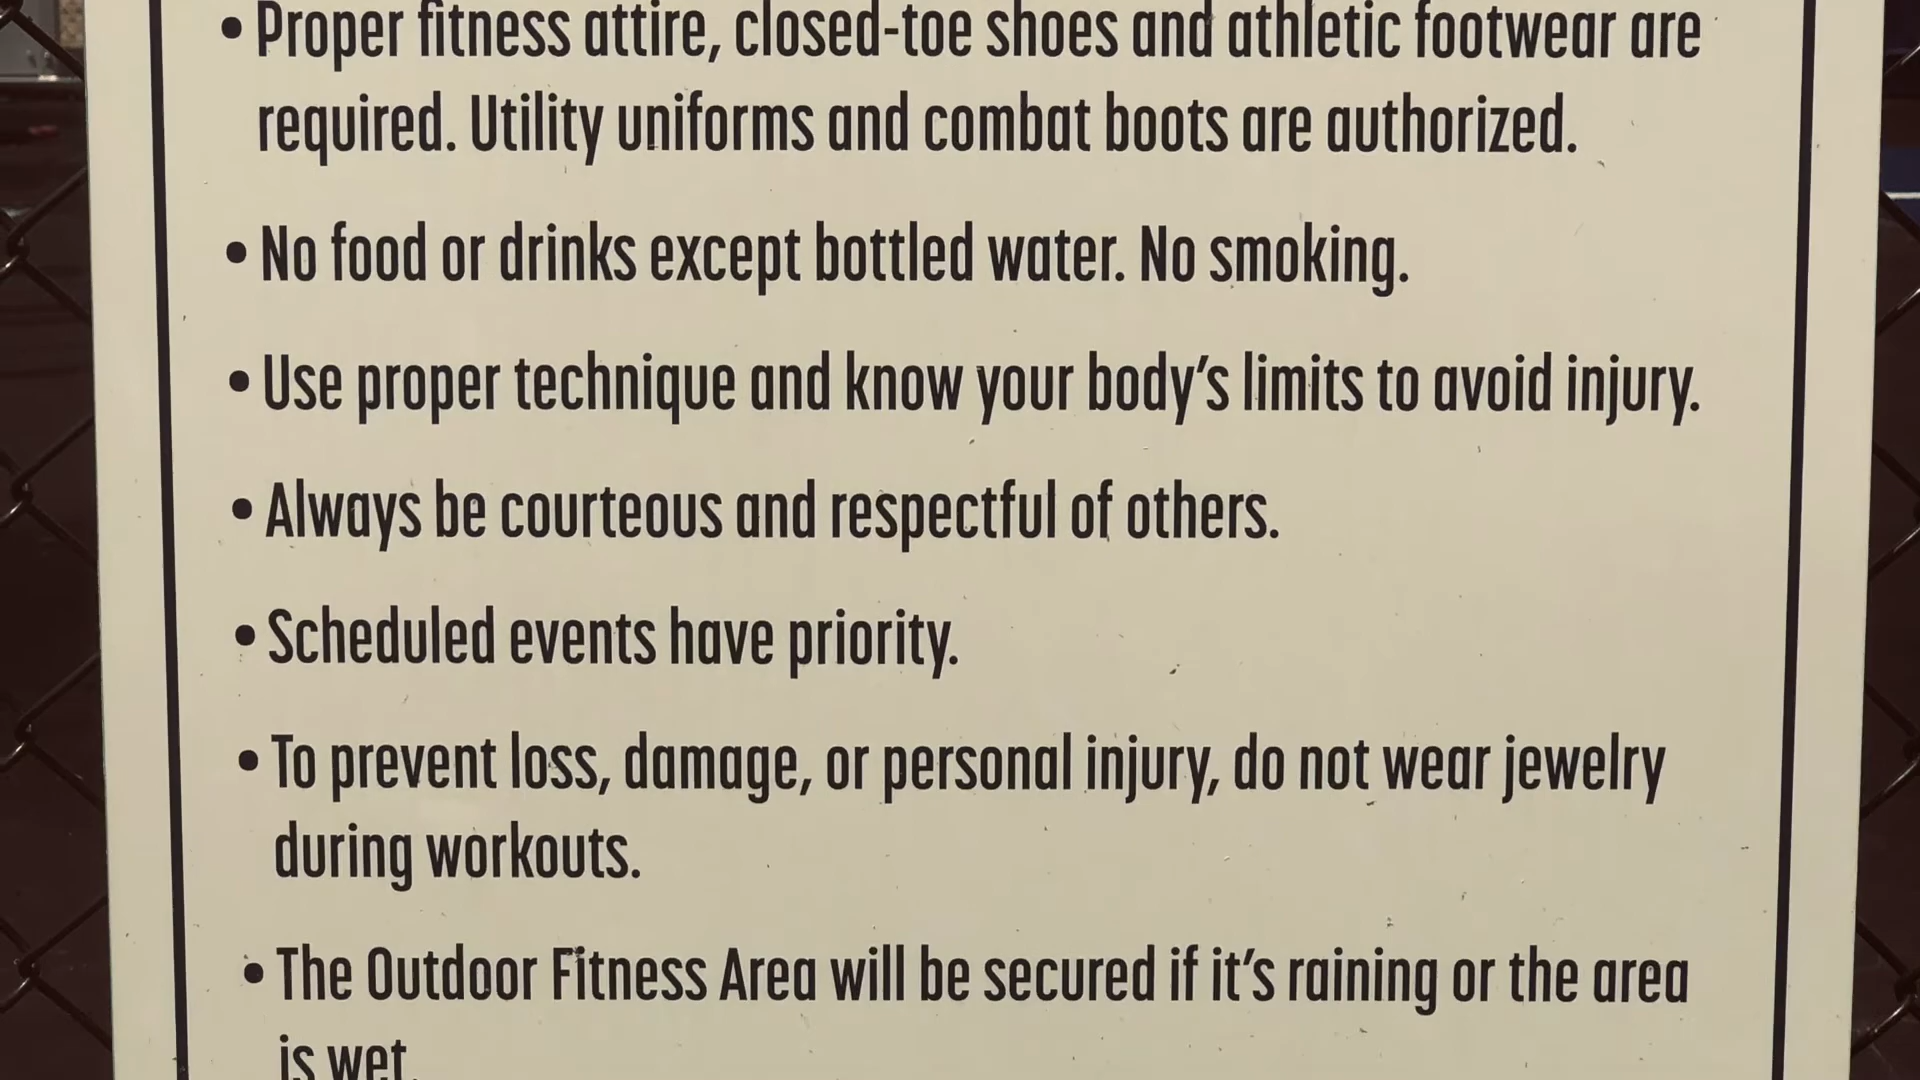 • Proper fitness attire, closed-toe shoes and athletic footwear are
required. Utility uniforms and combat boots are authorized.
• No food or drinks except bottled water. No smoking.
• Use proper technique and know your body's limits to avoid injury.
• Always be courteous and respectful of others.
• Scheduled events have priority.
• To prevent loss, damage, or personal injury, do not wear jewelry
during workouts.
• The Outdoor Fitness Area will be secured if it's raining or the area
is wet.